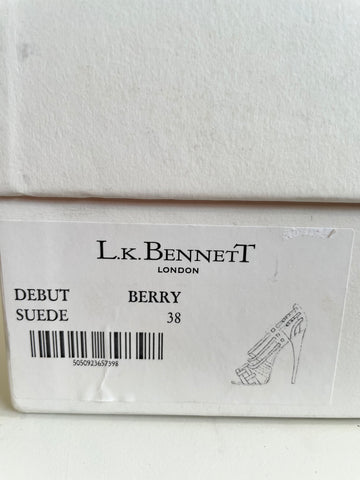 L.K.BENNETT
LONDON
DEBUT BERRY
SUEDE 38
5050923657398